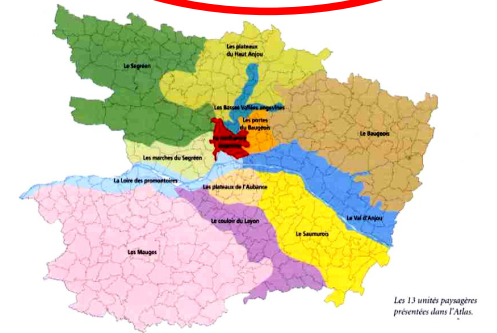 Les plateaux
du Haut Anjou
Le Segréen
Les Basses Vallées angevines
Les portes
du Baugeois
Le Baugeois
Les marches du Segréen
La Loire des promontoires
Les plateaux de l'Aubance
Le couloir du Layon
Le Val d'Anjou
Le Saumurois
Les Mauges
Les 13 unités paysagères
présentées dans l'Atlas.